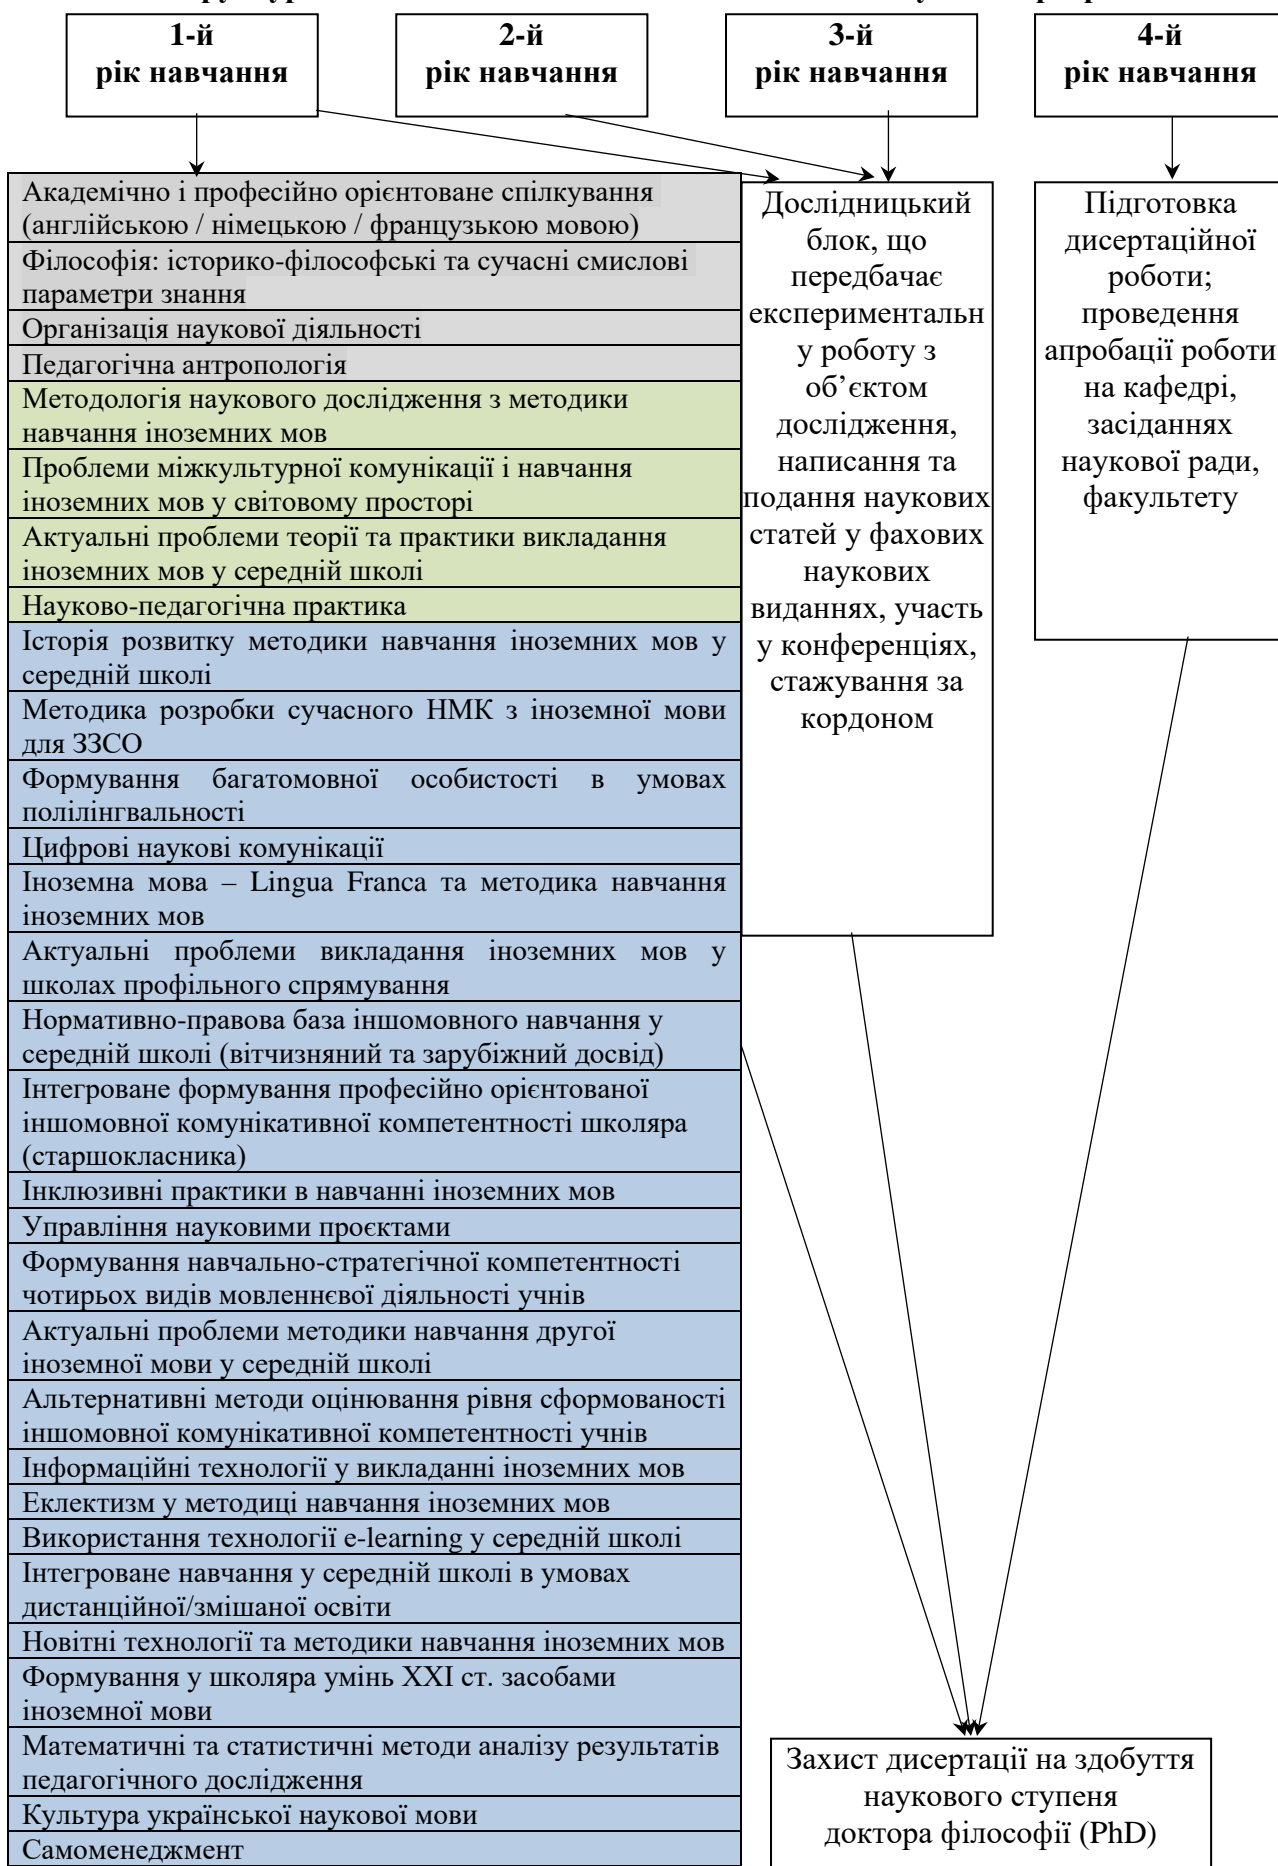 1-й
рік навчання
2-й
рік навчання
3-й
рік навчання
4-й
рік навчання
Академічно і професійно орієнтоване спілкування
(англійською / німецькою / французькою мовою)
Філософія: історико-філософські та сучасні смислові
параметри знання
Організація наукової діяльності
Педагогічна антропологія
Методологія наукового дослідження з методики
навчання іноземних мов
Проблеми міжкультурної комунікації і навчання
іноземних мов у світовому просторі
Актуальні проблеми теорії та практики викладання
іноземних мов у середній школі
Науково-педагогічна практика
Історія розвитку методики навчання іноземних мов у
середній школі
Методика розробки сучасного НМК з іноземної мови
для ЗЗСО
Формування багатомовної особистості в умовах
полілінгвальності
Цифрові наукові комунікації
Іноземна мова – Lingua Franca та методика навчання
іноземних мов
Актуальні проблеми викладання іноземних мов у
школах профільного спрямування
Нормативно-правова база іншомовного навчання у
середній школі (вітчизняний та зарубіжний досвід)
Інтегроване формування професійно орієнтованої
іншомовної комунікативної компетентності школяра
(старшокласника)
Інклюзивні практики в навчанні іноземних мов
Управління науковими проєктами
Формування навчально-стратегічної компетентності
чотирьох видів мовленнєвої діяльності учнів
Актуальні проблеми методики навчання другої
іноземної мови у середній школі
Альтернативні методи оцінювання рівня сформованості
іншомовної комунікативної компетентності учнів
Інформаційні технології у викладанні іноземних мов
Еклектизм у методиці навчання іноземних мов
Використання технології e-learning у середній школі
Інтегроване навчання у середній школі в умовах
дистанційної/змішаної освіти
Новітні технології та методики навчання іноземних мов
Формування у школяра умінь ХХІ ст. засобами
іноземної мови
Математичні та статистичні методи аналізу результатів
педагогічного дослідження
Культура української наукової мови
Самоменеджмент
Дослідницький
блок, що
передбачає
експериментальн
у роботу з
об’єктом
дослідження,
написання та
подання наукових
статей у фахових
наукових
виданнях, участь
у конференціях,
стажування за
кордоном
Підготовка
дисертаційної
роботи;
проведення
апробації роботи
на кафедрі,
засіданнях
наукової ради,
факультету
Захист дисертації на здобуття
наукового ступеня
доктора філософії (PhD)